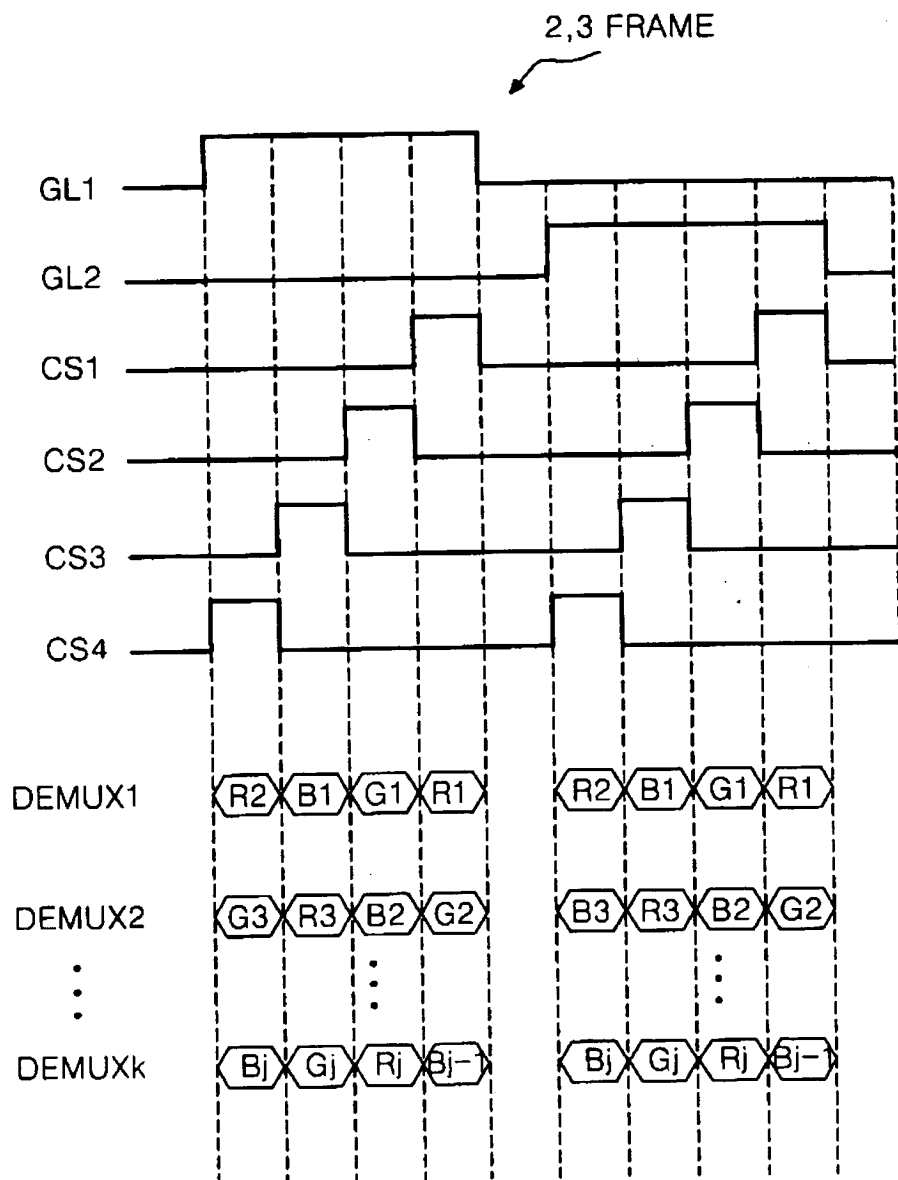 2,3 FRAME
GL1
GL2
CS1
CS2
CS3
CS4
DEMUX1 R2 B1 G1 R1 R2 B1 G1 R1
DEMUX2 G3 R3 B2 G2 B3 R3 B2 G2
DEMUXk Bj Gj Rj Bj-1 Bj Gj Rj Bj-1